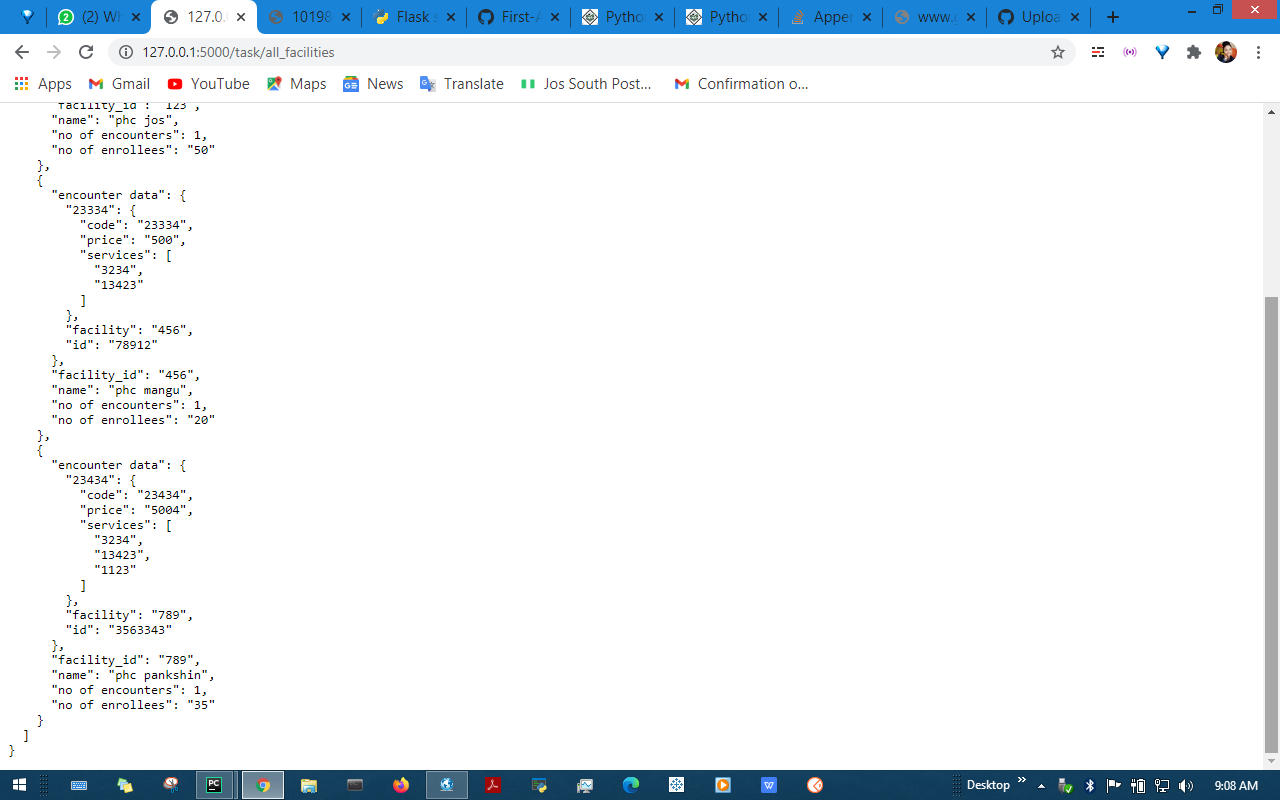 (2) Wh
127.0.
10198
Flask s
First-A
Python
Python
Appen
www.g
Uploa
127.0.0.1:5000/task/all_facilities
Apps
Gmail
YouTube
Maps
News
Translate
Jos South Post...
Confirmation o...
"facility_id": "123",
"name": "phc jos",
"no of encounters": 1,
"no of enrollees": "50"
},
{
"encounter data": {
"23334": {
"code": "23334",
"price": "500",
"services": [
"3234",
"13423"
]
},
"facility": "456",
"id": "78912"
},
"facility_id": "456",
"name": "phc mangu",
"no of encounters": 1,
"no of enrollees": "20"
},
{
"encounter data": {
"23434": {
"code": "23434",
"price": "5004",
"services": [
"3234",
"13423",
"1123"
]
},
"facility": "789",
"id": "3563343"
},
"facility_id": "789",
"name": "phc pankshin",
"no of encounters": 1,
"no of enrollees": "35"
}
]
}
PC
W
Desktop
9:08 AM